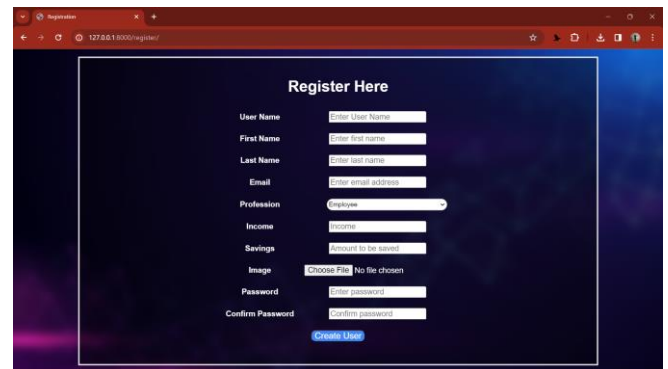 Registration
127.0.0.1:8000/register/
Register Here
User Name Enter User Name
First Name Enter first name
Last Name Enter last name
Email Enter email address
Profession Employee
Income Income
Savings Amount to be saved
Image Choose File No file chosen
Password Enter password
Confirm Password Confirm password
Create User